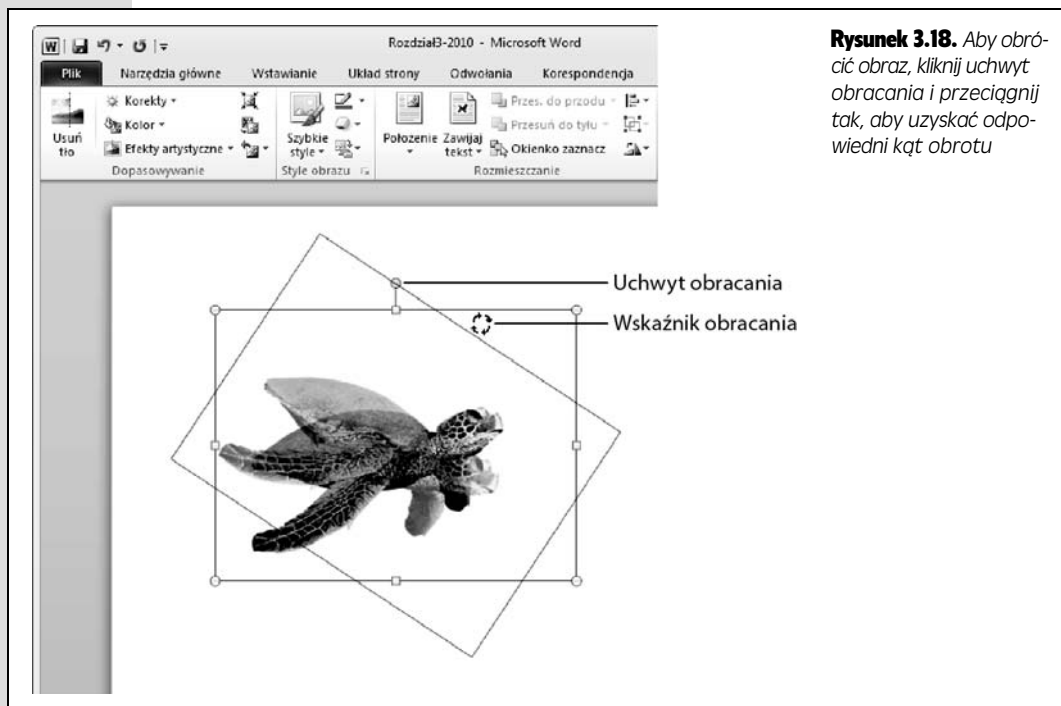 Rozdział3-2010 - Microsoft Word
Plik Narzędzia główne Wstawianie Układ strony Odwołania Korespondencja
Usuń tło
Korekty
Kolor
Efekty artystyczne
Dopasowywanie
Szybkie style
Style obrazu
Położenie
Zawijaj tekst
Przes. do przodu
Przesuń do tyłu
Okienko zaznacz
Rozmieszczanie
Uchwyt obracania
Wskaźnik obracania
Rysunek 3.18. Aby obró-
cić obraz, kliknij uchwyt
obracania i przeciągnij
tak, aby uzyskać odpo-
wiedni kąt obrotu